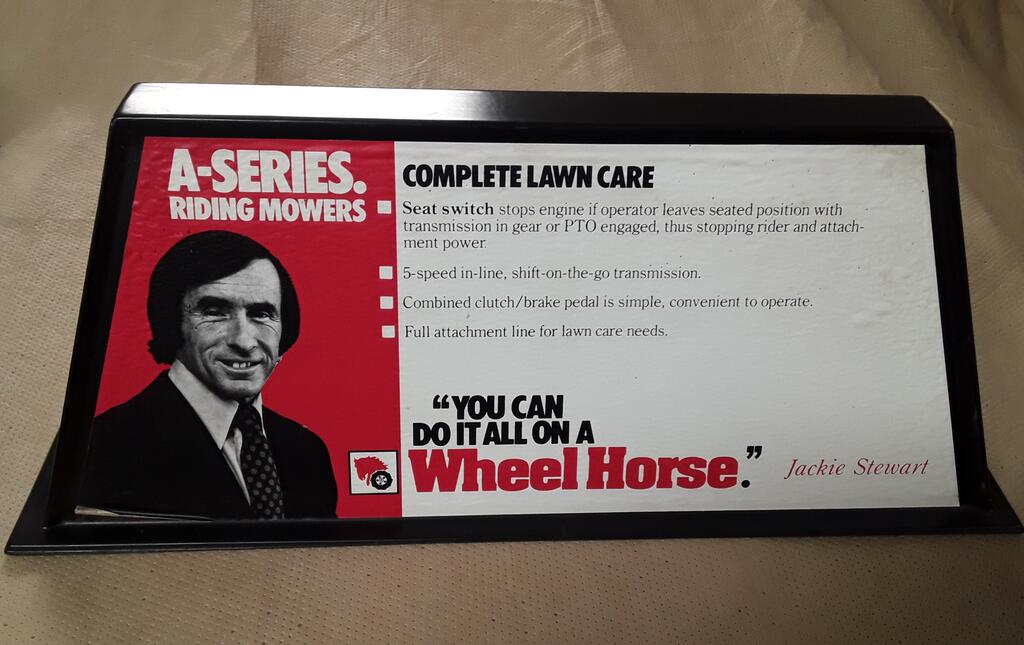 A-SERIES.
RIDING MOWERS
COMPLETE LAWN CARE
Seat switch stops engine if operator leaves seated position with
transmission in gear or PTO engaged, thus stopping rider and attach-
ment power.
5-speed in-line, shift-on-the-go transmission.
Combined clutch/brake pedal is simple, convenient to operate.
Full attachment line for lawn care needs.
“YOU CAN
DO IT ALL ON A
Wheel Horse.”
Jackie Stewart